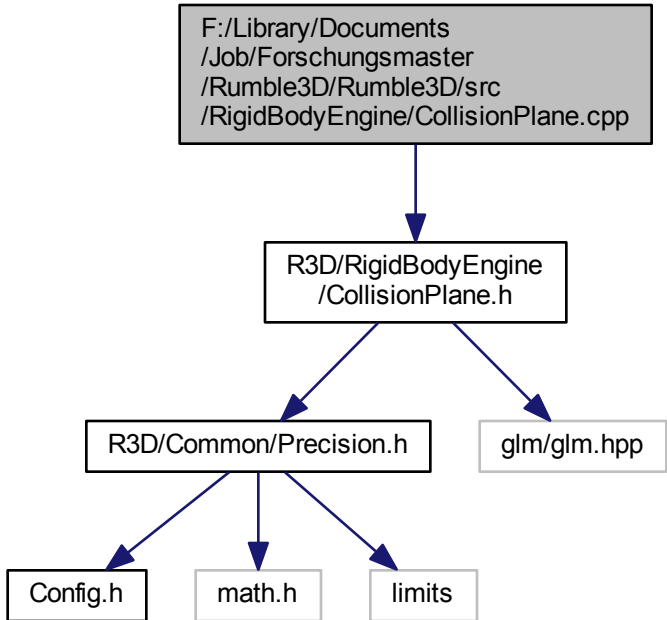 F:/Library/Documents
/Job/Forschungsmaster
/Rumble3D/Rumble3D/src
/RigidBodyEngine/CollisionPlane.cpp
R3D/RigidBodyEngine
/CollisionPlane.h
R3D/Common/Precision.h
glm/glm.hpp
Config.h
math.h
limits